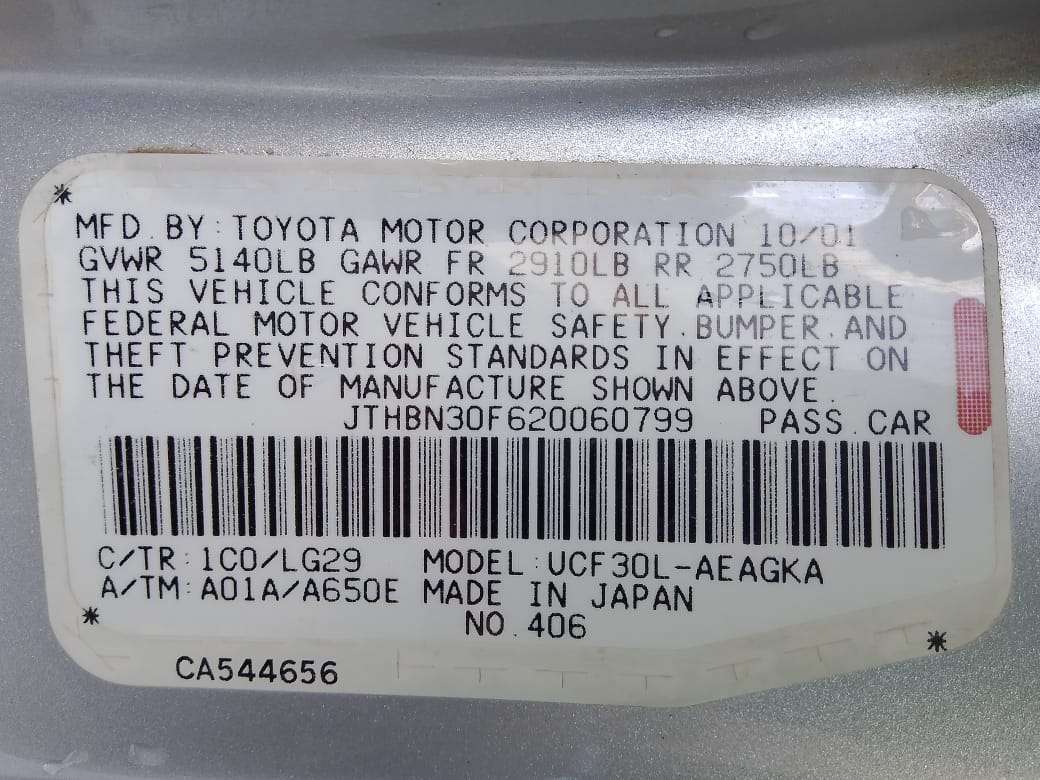 MFD. BY: TOYOTA MOTOR CORPORATION 10/01
GVWR 5140LB GAWR FR 2910LB RR 2750LB
THIS VEHICLE CONFORMS TO ALL APPLICABLE
FEDERAL MOTOR VEHICLE SAFETY, BUMPER, AND
THEFT PREVENTION STANDARDS IN EFFECT ON
THE DATE OF MANUFACTURE SHOWN ABOVE.
JTHBN30F620060799 PASS. CAR
C/TR: 1C0/LG29 MODEL: UCF30L-AEAGKA
A/TM: A01A/A650E MADE IN JAPAN
NO. 406
CA544656